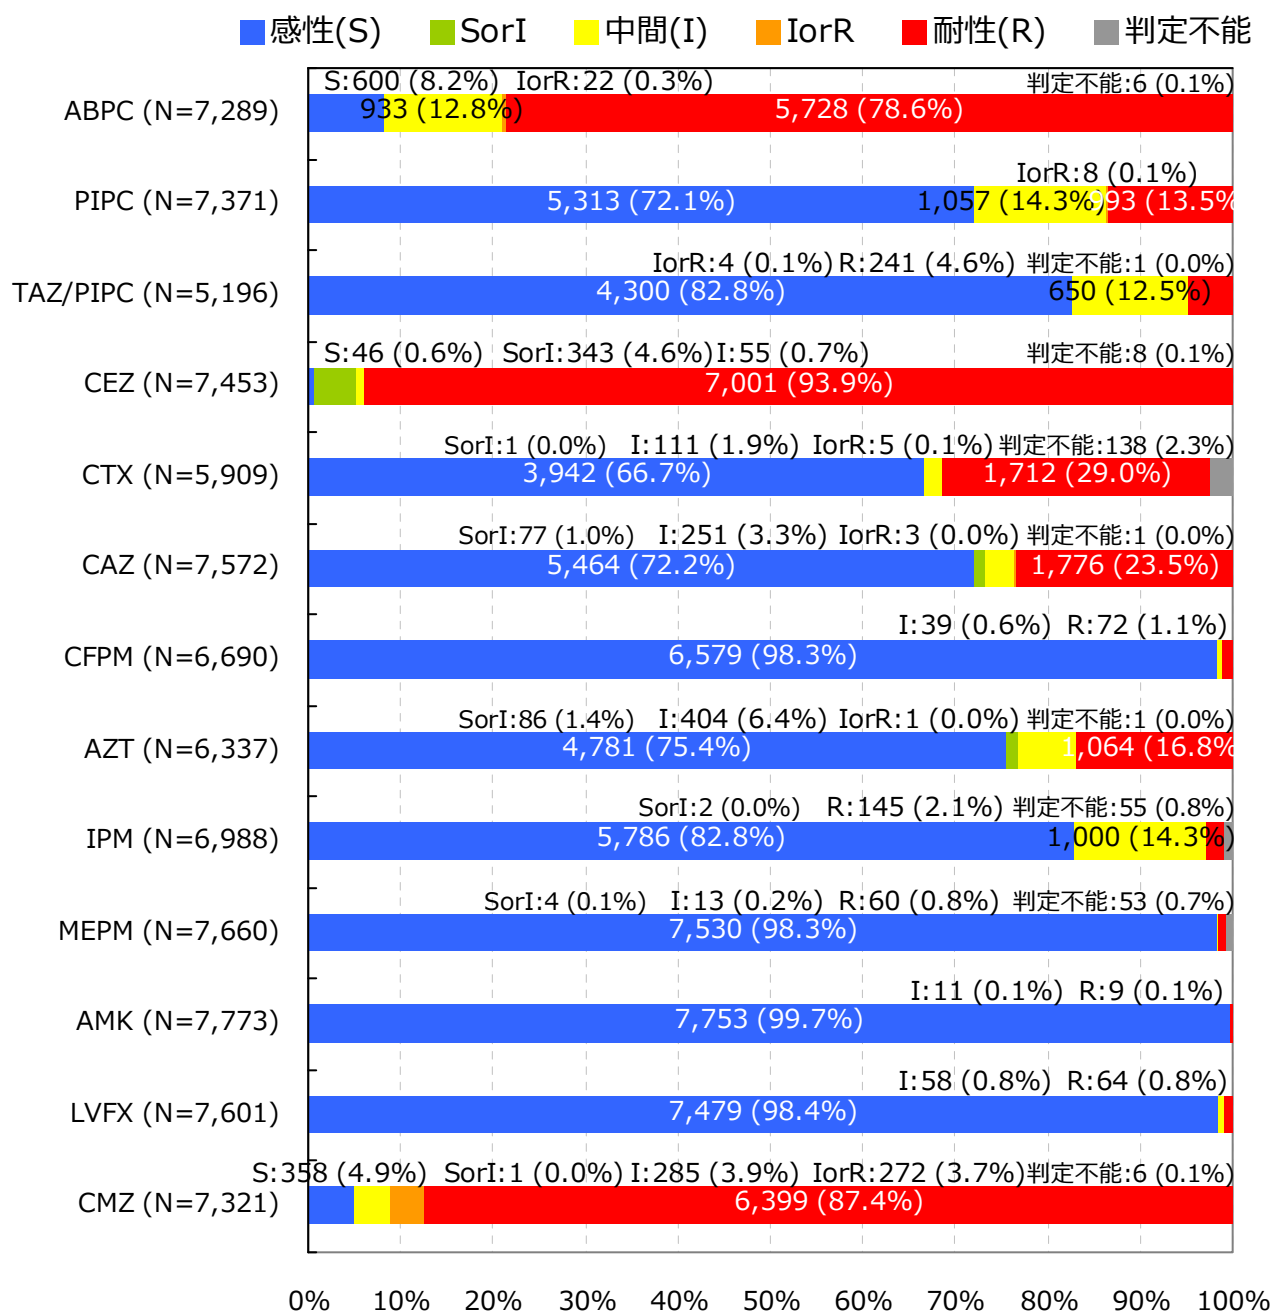 感性(S) SorI 中間(I) IorR 耐性(R) 判定不能
S:600 (8.2%) IorR:22 (0.3%) 判定不能:6 (0.1%)
ABPC (N=7,289) 933 (12.8%) 5,728 (78.6%)
IorR:8 (0.1%)
PIPC (N=7,371) 5,313 (72.1%) 1,057 (14.3%) 993 (13.5%
IorR:4 (0.1%) R:241 (4.6%) 判定不能:1 (0.0%)
TAZ/PIPC (N=5,196) 4,300 (82.8%) 650 (12.5%)
S:46 (0.6%) SorI:343 (4.6%) I:55 (0.7%) 判定不能:8 (0.1%)
CEZ (N=7,453) 7,001 (93.9%)
SorI:1 (0.0%) I:111 (1.9%) IorR:5 (0.1%) 判定不能:138 (2.3%)
CTX (N=5,909) 3,942 (66.7%) 1,712 (29.0%)
SorI:77 (1.0%) I:251 (3.3%) IorR:3 (0.0%) 判定不能:1 (0.0%)
CAZ (N=7,572) 5,464 (72.2%) 1,776 (23.5%)
I:39 (0.6%) R:72 (1.1%)
CFPM (N=6,690) 6,579 (98.3%)
SorI:86 (1.4%) I:404 (6.4%) IorR:1 (0.0%) 判定不能:1 (0.0%)
AZT (N=6,337) 4,781 (75.4%) 1,064 (16.8%
SorI:2 (0.0%) R:145 (2.1%) 判定不能:55 (0.8%)
IPM (N=6,988) 5,786 (82.8%) 1,000 (14.3%)
SorI:4 (0.1%) I:13 (0.2%) R:60 (0.8%) 判定不能:53 (0.7%)
MEPM (N=7,660) 7,530 (98.3%)
I:11 (0.1%) R:9 (0.1%)
AMK (N=7,773) 7,753 (99.7%)
I:58 (0.8%) R:64 (0.8%)
LVFX (N=7,601) 7,479 (98.4%)
S:358 (4.9%) SorI:1 (0.0%) I:285 (3.9%) IorR:272 (3.7%) 判定不能:6 (0.1%)
CMZ (N=7,321) 6,399 (87.4%)
0% 10% 20% 30% 40% 50% 60% 70% 80% 90% 100%